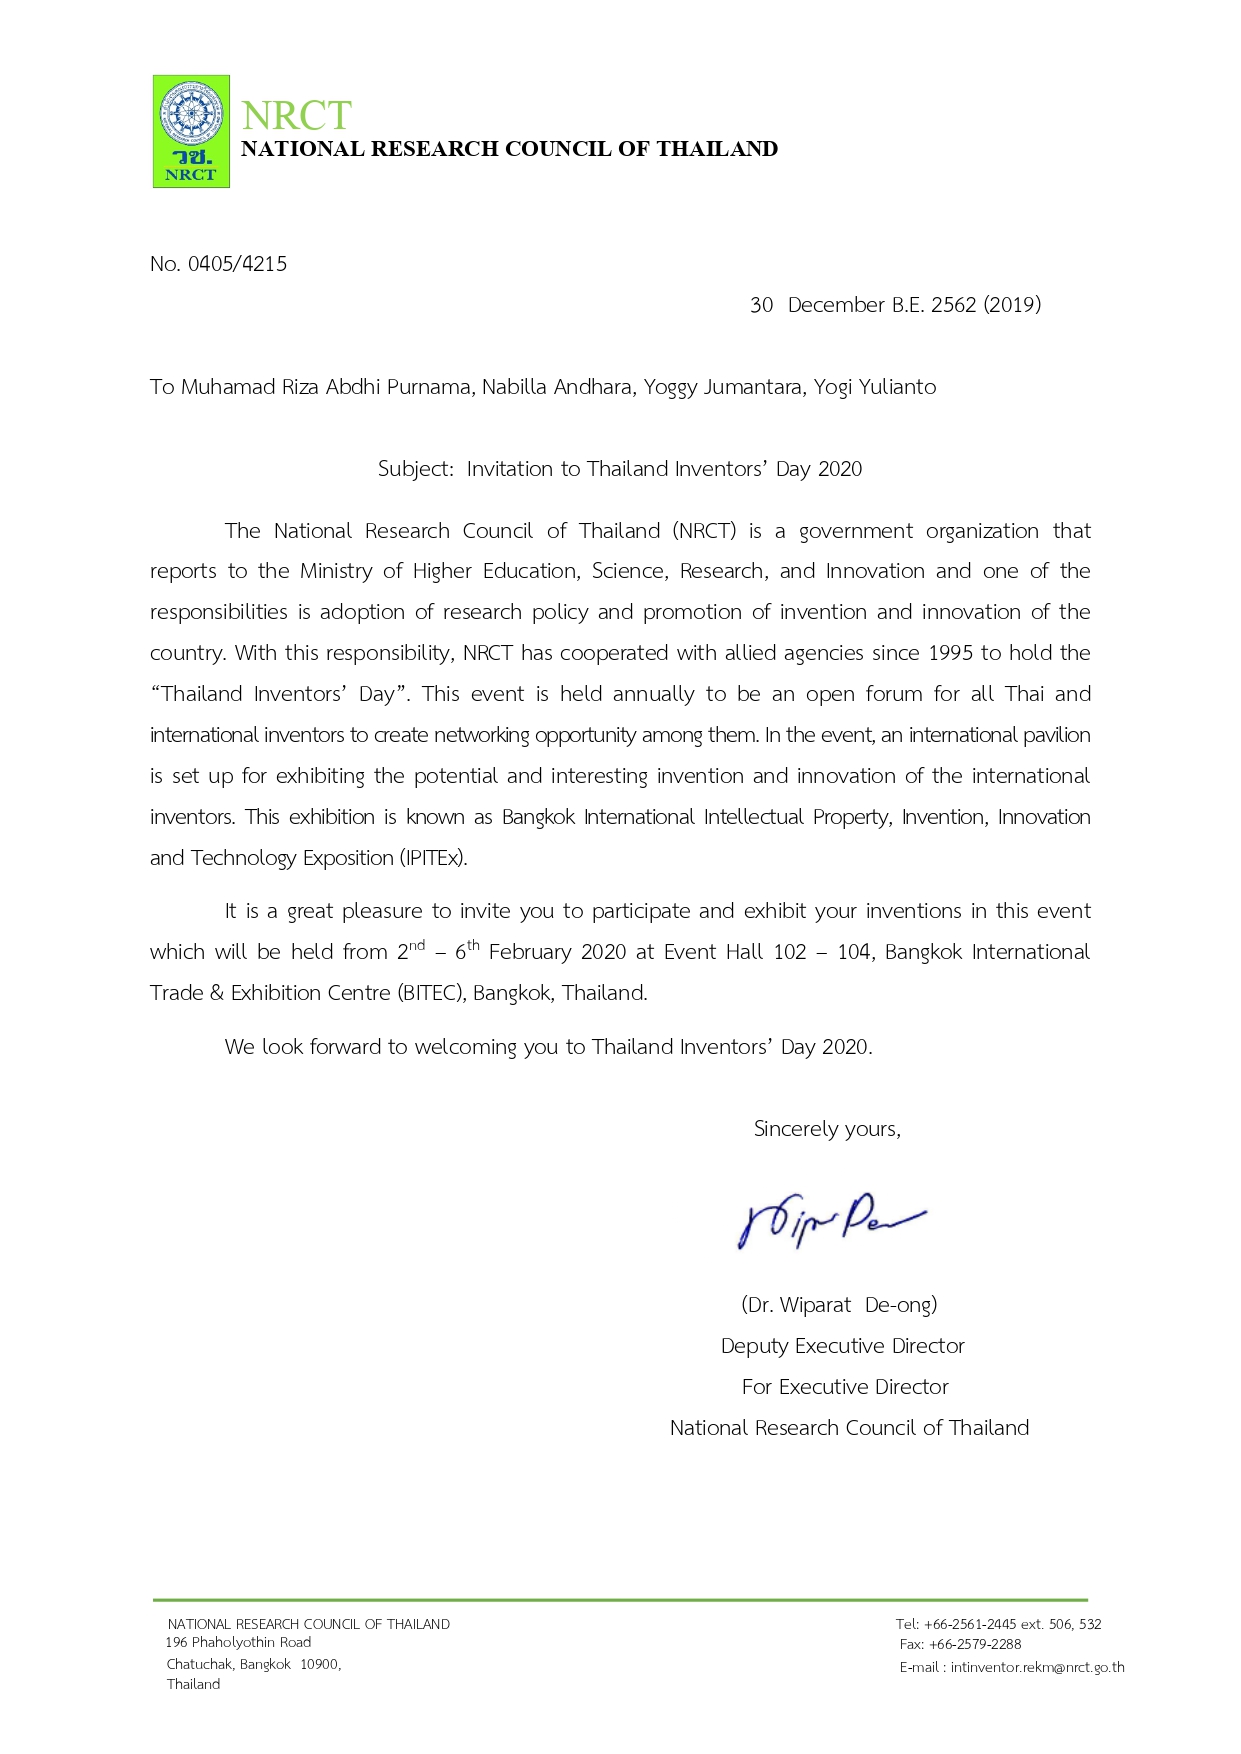 วช.
NRCT
NRCT
NATIONAL RESEARCH COUNCIL OF THAILAND
No. 0405/4215
30 December B.E. 2562 (2019)
To Muhamad Riza Abdhi Purnama, Nabilla Andhara, Yoggy Jumantara, Yogi Yulianto
Subject: Invitation to Thailand Inventors’ Day 2020
The National Research Council of Thailand (NRCT) is a government organization that
reports to the Ministry of Higher Education, Science, Research, and Innovation and one of the
responsibilities is adoption of research policy and promotion of invention and innovation of the
country. With this responsibility, NRCT has cooperated with allied agencies since 1995 to hold the
“Thailand Inventors’ Day”. This event is held annually to be an open forum for all Thai and
international inventors to create networking opportunity among them. In the event, an international pavilion
is set up for exhibiting the potential and interesting invention and innovation of the international
inventors. This exhibition is known as Bangkok International Intellectual Property, Invention, Innovation
and Technology Exposition (IPITEx).
It is a great pleasure to invite you to participate and exhibit your inventions in this event
which will be held from 2nd – 6th February 2020 at Event Hall 102 – 104, Bangkok International
Trade & Exhibition Centre (BITEC), Bangkok, Thailand.
We look forward to welcoming you to Thailand Inventors’ Day 2020.
Sincerely yours,
(Dr. Wiparat De-ong)
Deputy Executive Director
For Executive Director
National Research Council of Thailand
NATIONAL RESEARCH COUNCIL OF THAILAND
196 Phaholyothin Road
Chatuchak, Bangkok 10900,
Thailand
Tel: +66-2561-2445 ext. 506, 532
Fax: +66-2579-2288
E-mail : intinventor.rekm@nrct.go.th